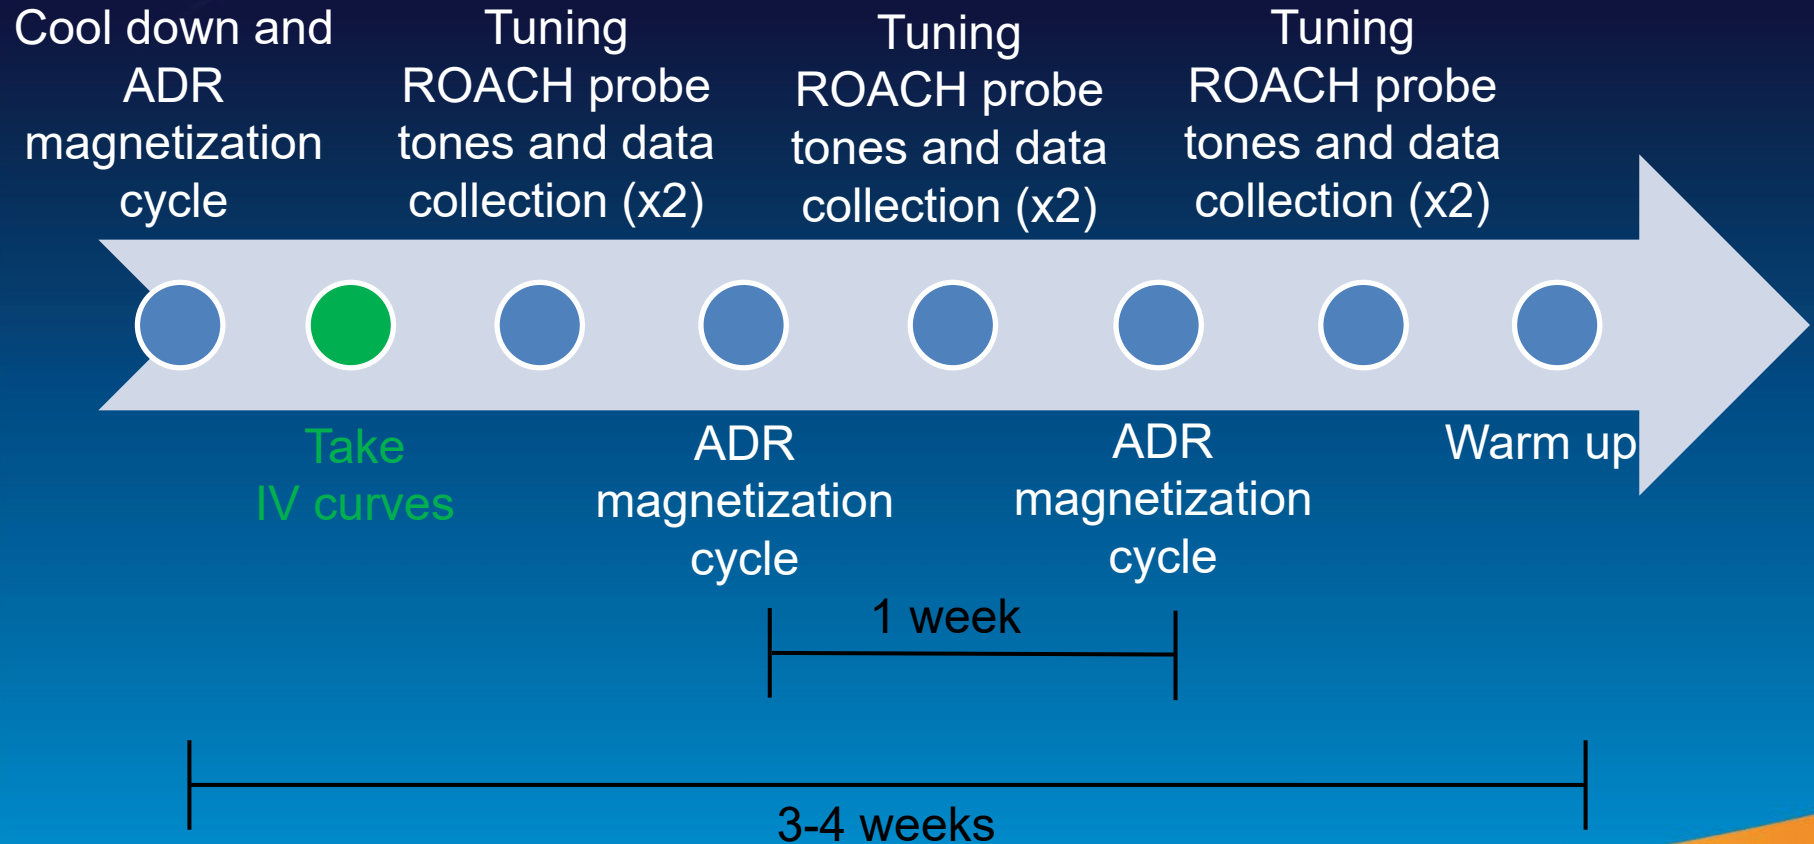 Cool down and
ADR
magnetization
cycle
Tuning
ROACH probe
tones and data
collection (x2)
Tuning
ROACH probe
tones and data
collection (x2)
Tuning
ROACH probe
tones and data
collection (x2)
Take
IV curves
ADR
magnetization
cycle
ADR
magnetization
cycle
Warm up
1 week
3-4 weeks